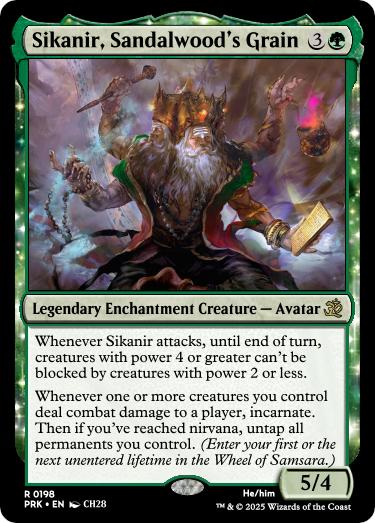 Sikanir, Sandalwood's Grain 3
Legendary Enchantment Creature — Avatar
Whenever Sikanir attacks, until end of turn,
creatures with power 4 or greater can't be
blocked by creatures with power 2 or less.
Whenever one or more creatures you control
deal combat damage to a player, incarnate.
Then if you've reached nirvana, untap all
permanents you control. (Enter your first or the
next unentered lifetime in the Wheel of Samsara.)
5/4
R 0198 He/him
PRK • EN CH28 ™ & © 2025 Wizards of the Coast